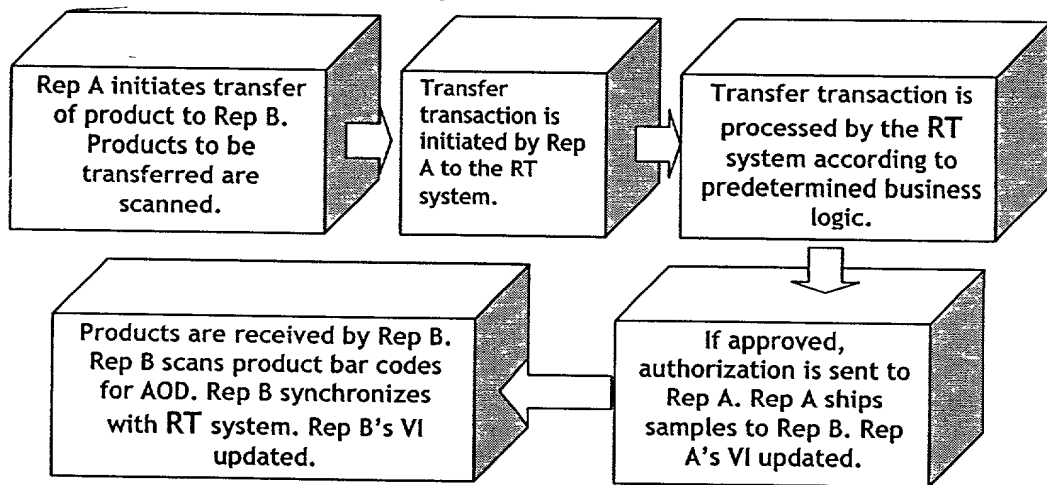 Rep A initiates transfer
of product to Rep B.
Products to be
transferred are
scanned.
Transfer
transaction is
initiated by Rep
A to the RT
system.
Transfer transaction is
processed by the RT
system according to
predetermined business
logic.
If approved,
authorization is sent to
Rep A. Rep A ships
samples to Rep B. Rep
A's VI updated.
Products are received by Rep B.
Rep B scans product bar codes
for AOD. Rep B synchronizes
with RT system. Rep B's VI
updated.